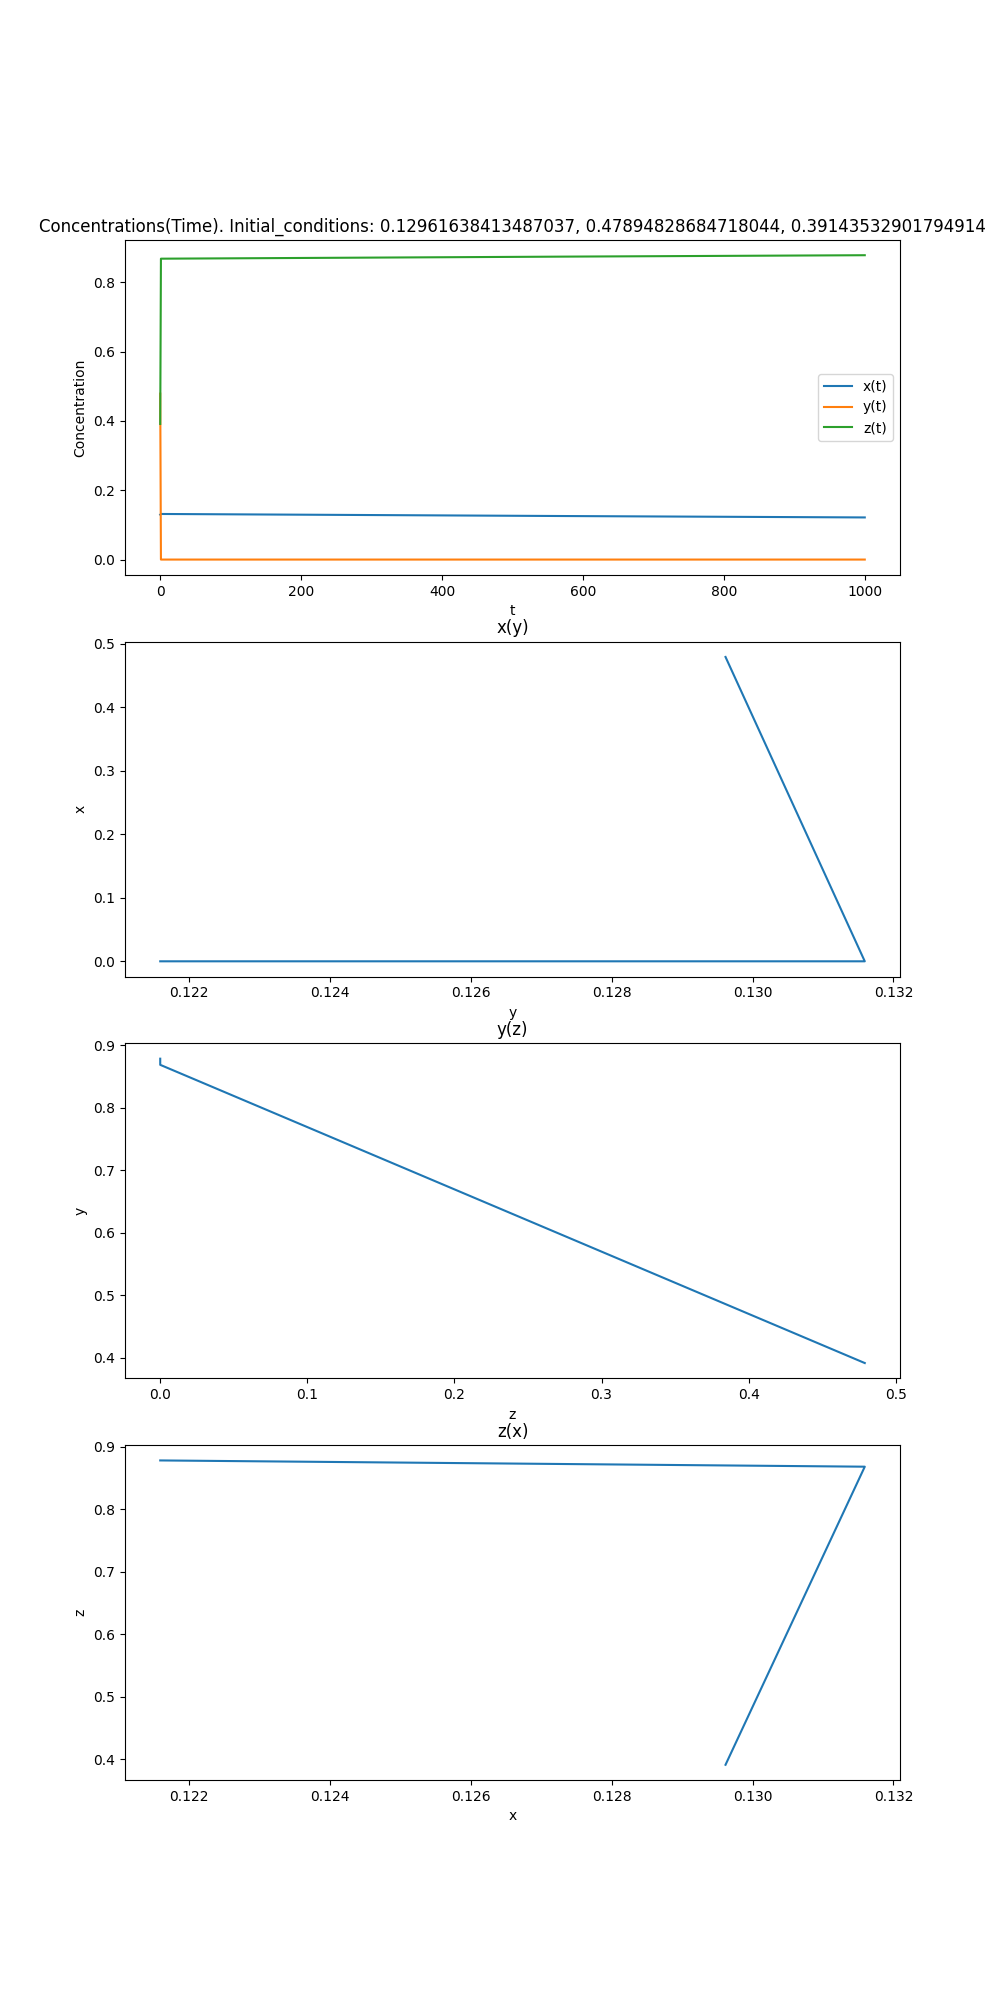 Concentrations(Time). Initial_conditions: 0.12961638413487037, 0.47894828684718044, 0.39143532901794914
0.8
0.6
0.4
0.2
0.0
Concentration
x(t)
y(t)
z(t)
0 200 400 600 800 1000
t
x(y)
0.5
0.4
0.3
0.2
0.1
0.0
x
0.122 0.124 0.126 0.128 0.130 0.132
y
y(z)
0.9
0.8
0.7
0.6
0.5
0.4
y
0.0 0.1 0.2 0.3 0.4 0.5
z
z(x)
0.9
0.8
0.7
0.6
0.5
0.4
z
0.122 0.124 0.126 0.128 0.130 0.132
x